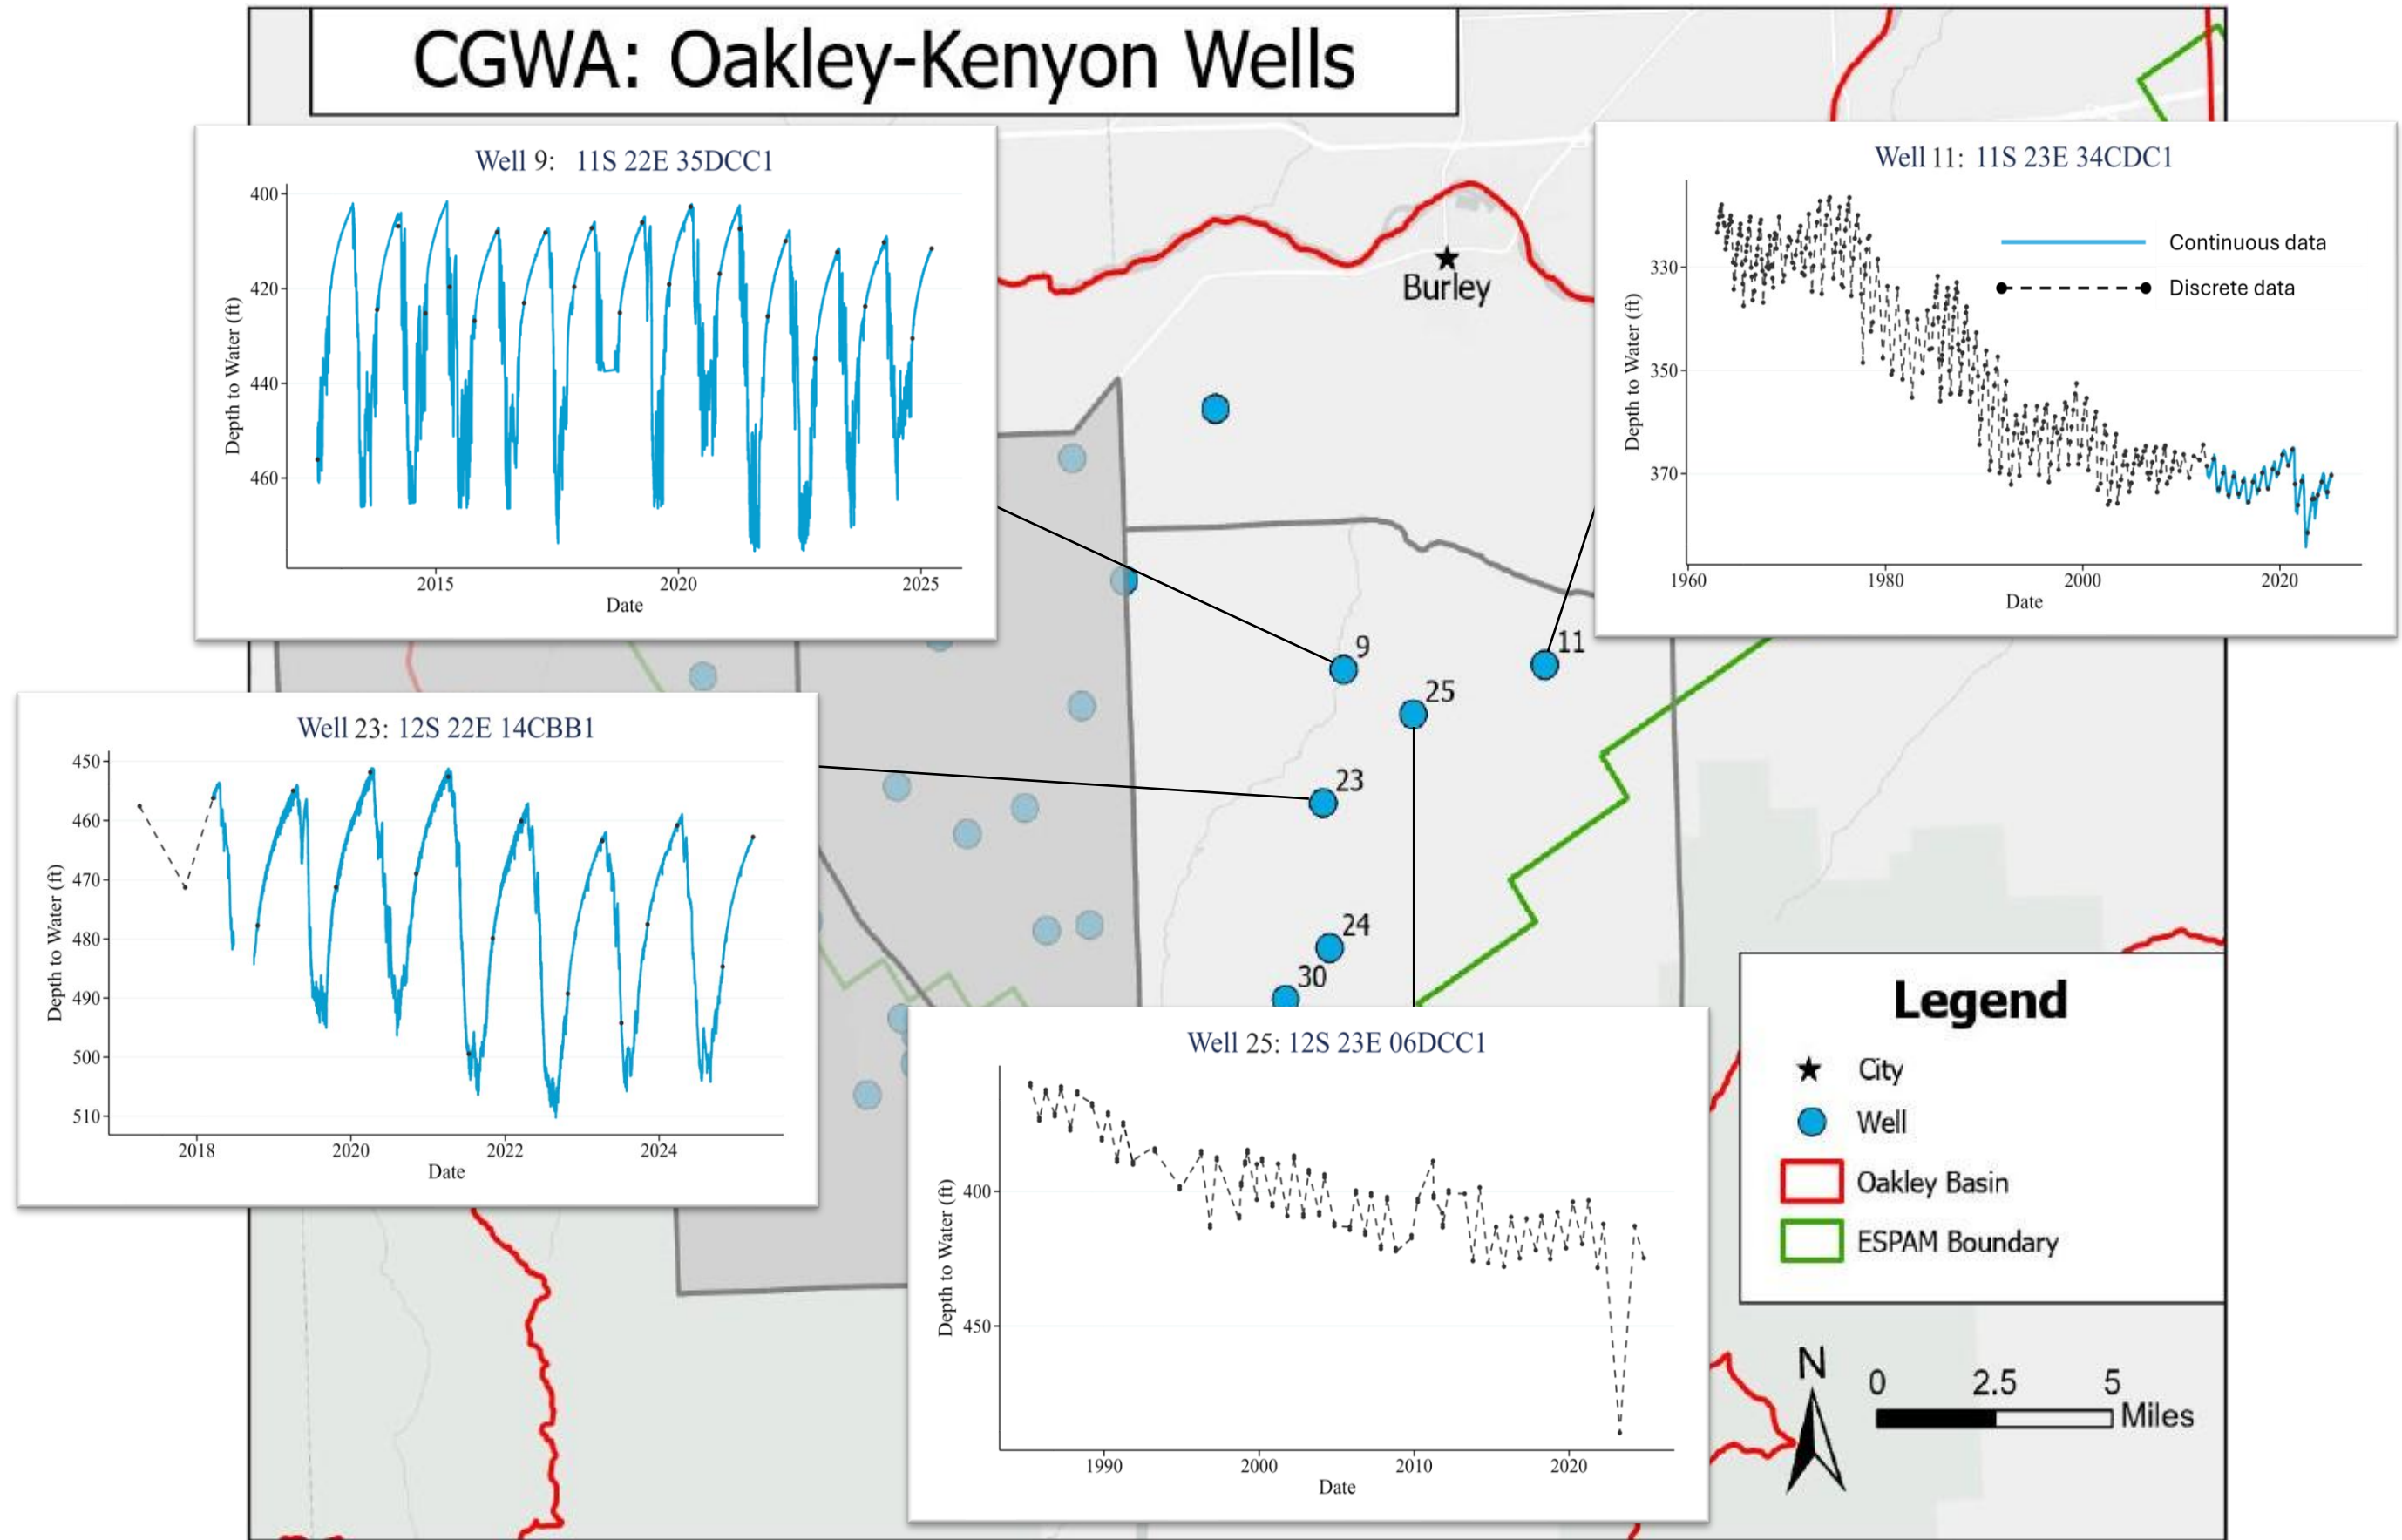 CGWA: Oakley-Kenyon Wells
Well 9: 11S 22E 35DCC1
Depth to Water (ft)
400
420
440
460
2015
2020
2025
Date
Burley
Well 11: 11S 23E 34CDC1
Depth to Water (ft)
330
350
370
Continuous data
Discrete data
1960
1980
2000
2020
Date
9
11
25
23
24
30
Well 23: 12S 22E 14CBB1
Depth to Water (ft)
450
460
470
480
490
500
510
2018
2020
2022
2024
Date
Well 25: 12S 23E 06DCC1
Depth to Water (ft)
400
450
1990
2000
2010
2020
Date
Legend
City
Well
Oakley Basin
ESPAM Boundary
N
0 2.5 5
Miles